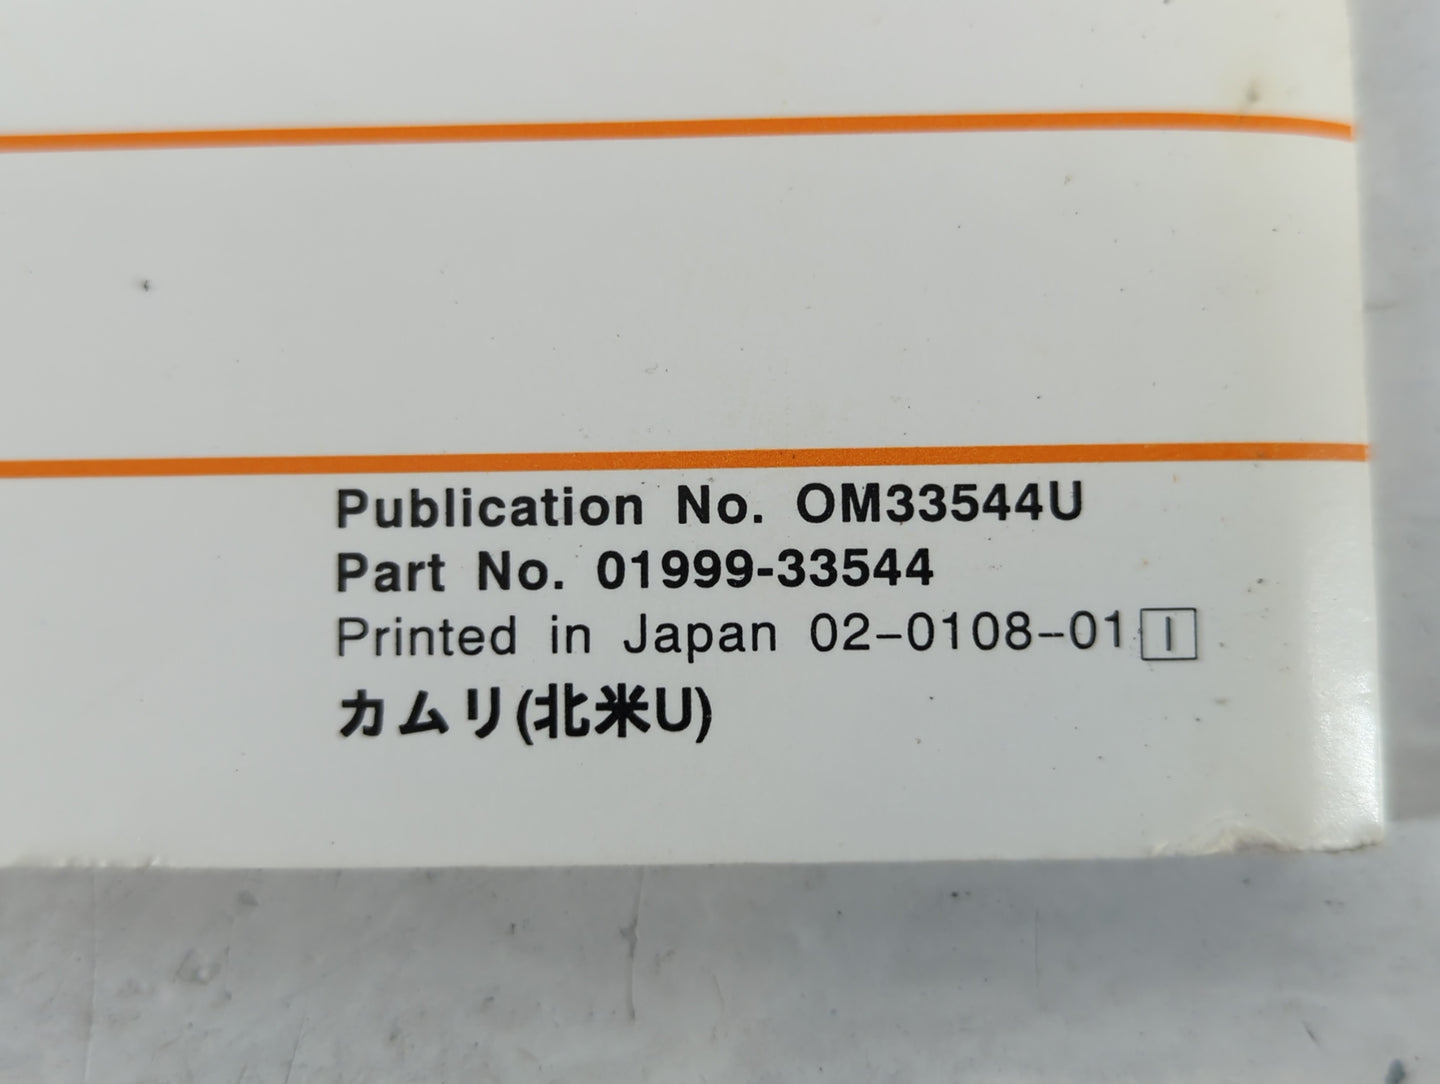 Publication No. OM33544U
Part No. 01999-33544
Printed in Japan 02-0108-01 I
カムリ(北米U)